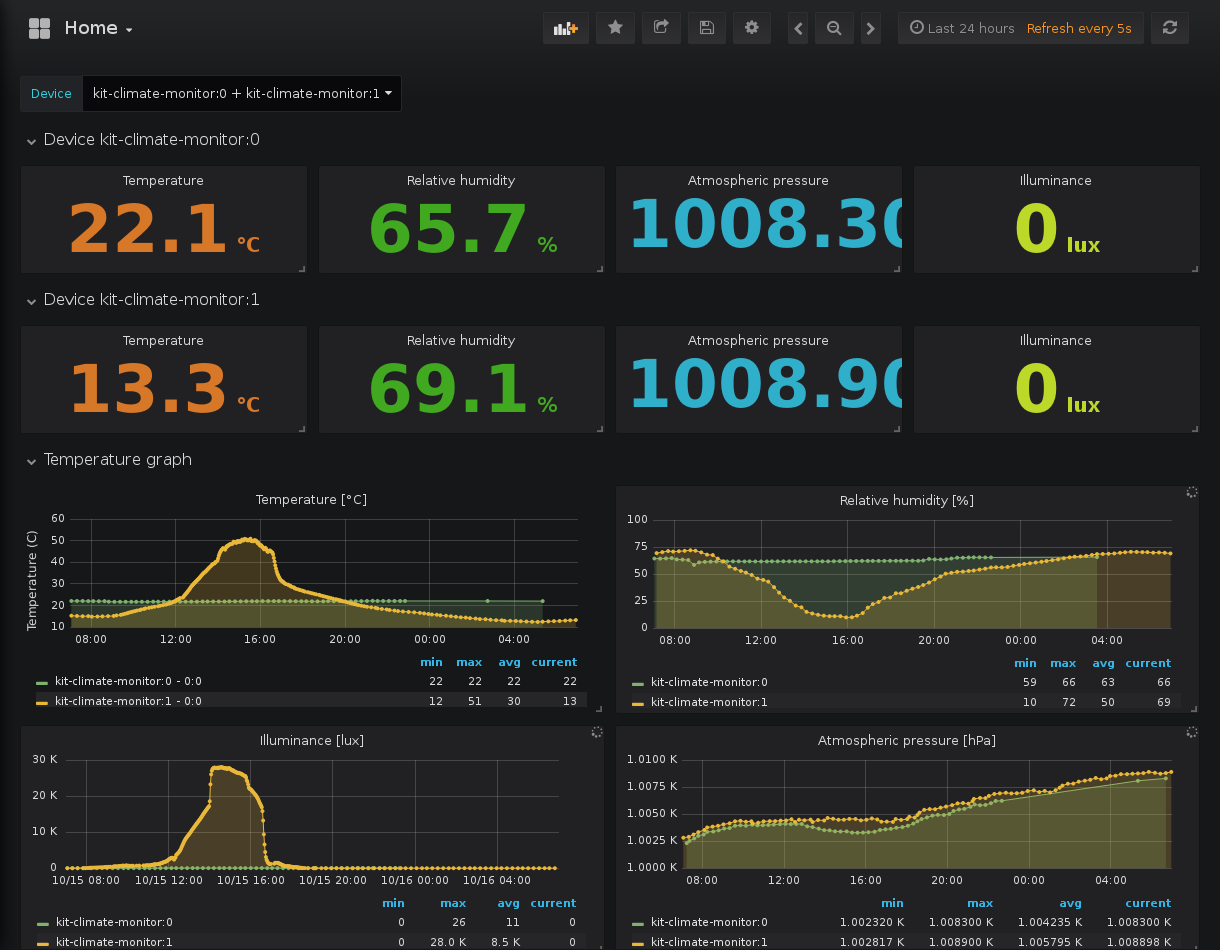 Home
Last 24 hours Refresh every 5s
Device kit-climate-monitor:0 + kit-climate-monitor:1
Device kit-climate-monitor:0
Temperature Relative humidity Atmospheric pressure Illuminance
22.1 °C 65.7 % 1008.30 0 lux
Device kit-climate-monitor:1
Temperature Relative humidity Atmospheric pressure Illuminance
13.3 °C 69.1 % 1008.90 0 lux
Temperature graph
Temperature [°C]
Temperature (C)
60
50
40
30
20
10
08:00 12:00 16:00 20:00 00:00 04:00
min max avg current
kit-climate-monitor:0 - 0:0 22 22 22 22
kit-climate-monitor:1 - 0:0 12 51 30 13
Relative humidity [%]
100
75
50
25
0
08:00 12:00 16:00 20:00 00:00 04:00
min max avg current
kit-climate-monitor:0 59 66 63 66
kit-climate-monitor:1 10 72 50 69
Illuminance [lux]
30 K
20 K
10 K
0
10/15 08:00 10/15 12:00 10/15 16:00 10/15 20:00 10/16 00:00 10/16 04:00
min max avg current
kit-climate-monitor:0 0 26 11 0
kit-climate-monitor:1 0 28.0 K 8.5 K 0
Atmospheric pressure [hPa]
1.0100 K
1.0075 K
1.0050 K
1.0025 K
1.0000 K
08:00 12:00 16:00 20:00 00:00 04:00
min max avg current
kit-climate-monitor:0 1.002320 K 1.008300 K 1.004235 K 1.008300 K
kit-climate-monitor:1 1.002817 K 1.008900 K 1.005795 K 1.008898 K